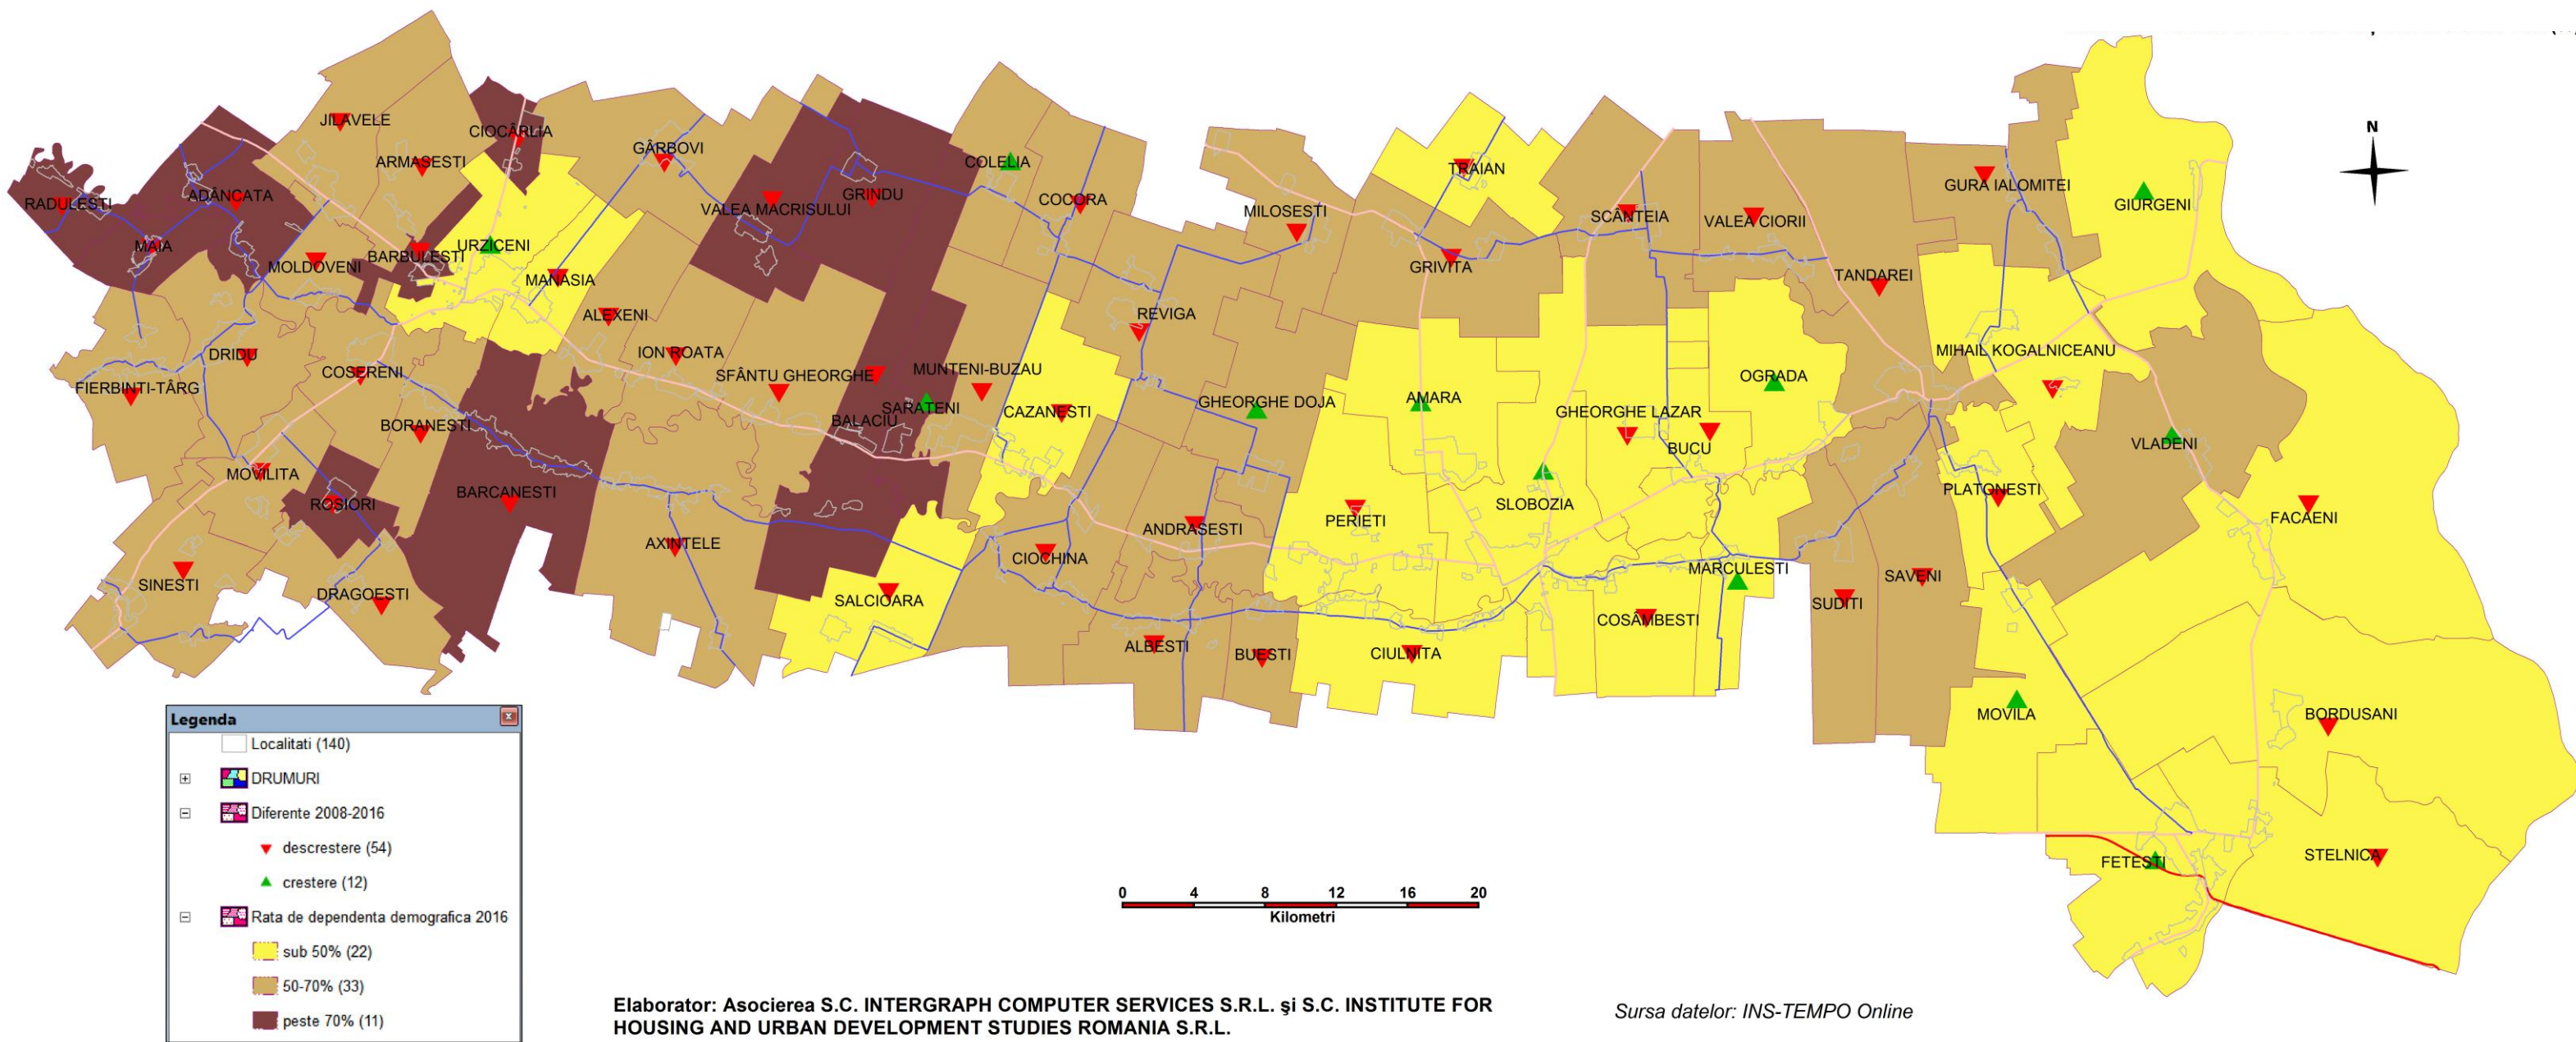 N
JILAVELE
CIOCÂRLIA
ARMASESTI
GÂRBOVI
COLELIA
TRAIAN
RADULESTI
ADÂNCATA
VALEA MACRISULUI
GRINDU
COCORA
MILOSESTI
SCÂNTEIA
VALEA CIORII
GURA IALOMITEI
GIURGENI
MAIA
MOLDOVENI
BARBULESTI
URZICENI
MANASIA
GRIVITA
TANDAREI
ALEXENI
REVIGA
DRIDU
COSERENI
ION ROATA
SFÂNTU GHEORGHE
MUNTENI-BUZAU
MIHAIL KOGALNICEANU
FIERBINTI-TÂRG
OGRADA
BORANESTI
BALACIU
SARATENI
CAZANESTI
GHEORGHE DOJA
AMARA
GHEORGHE LAZAR
BUCU
VLADENI
MOVILITA
ROSIORI
BARCANESTI
PERIETI
SLOBOZIA
PLATONESTI
FACAENI
ANDRASESTI
AXINTELE
CIOCHINA
SINESTI
DRAGOESTI
SALCIOARA
MARCULESTI
SUDITI
SAVENI
COSÂMBESTI
ALBESTI
BUESTI
CIULNITA
MOVILA
BORDUSANI
FETESTI
STELNICA
Legenda
Localitati (140)
DRUMURI
Diferente 2008-2016
descrestere (54)
crestere (12)
Rata de dependenta demografica 2016
sub 50% (22)
50-70% (33)
peste 70% (11)
0 4 8 12 16 20
Kilometri
Elaborator: Asocierea S.C. INTERGRAPH COMPUTER SERVICES S.R.L. şi S.C. INSTITUTE FOR
HOUSING AND URBAN DEVELOPMENT STUDIES ROMANIA S.R.L.
Sursa datelor: INS-TEMPO Online